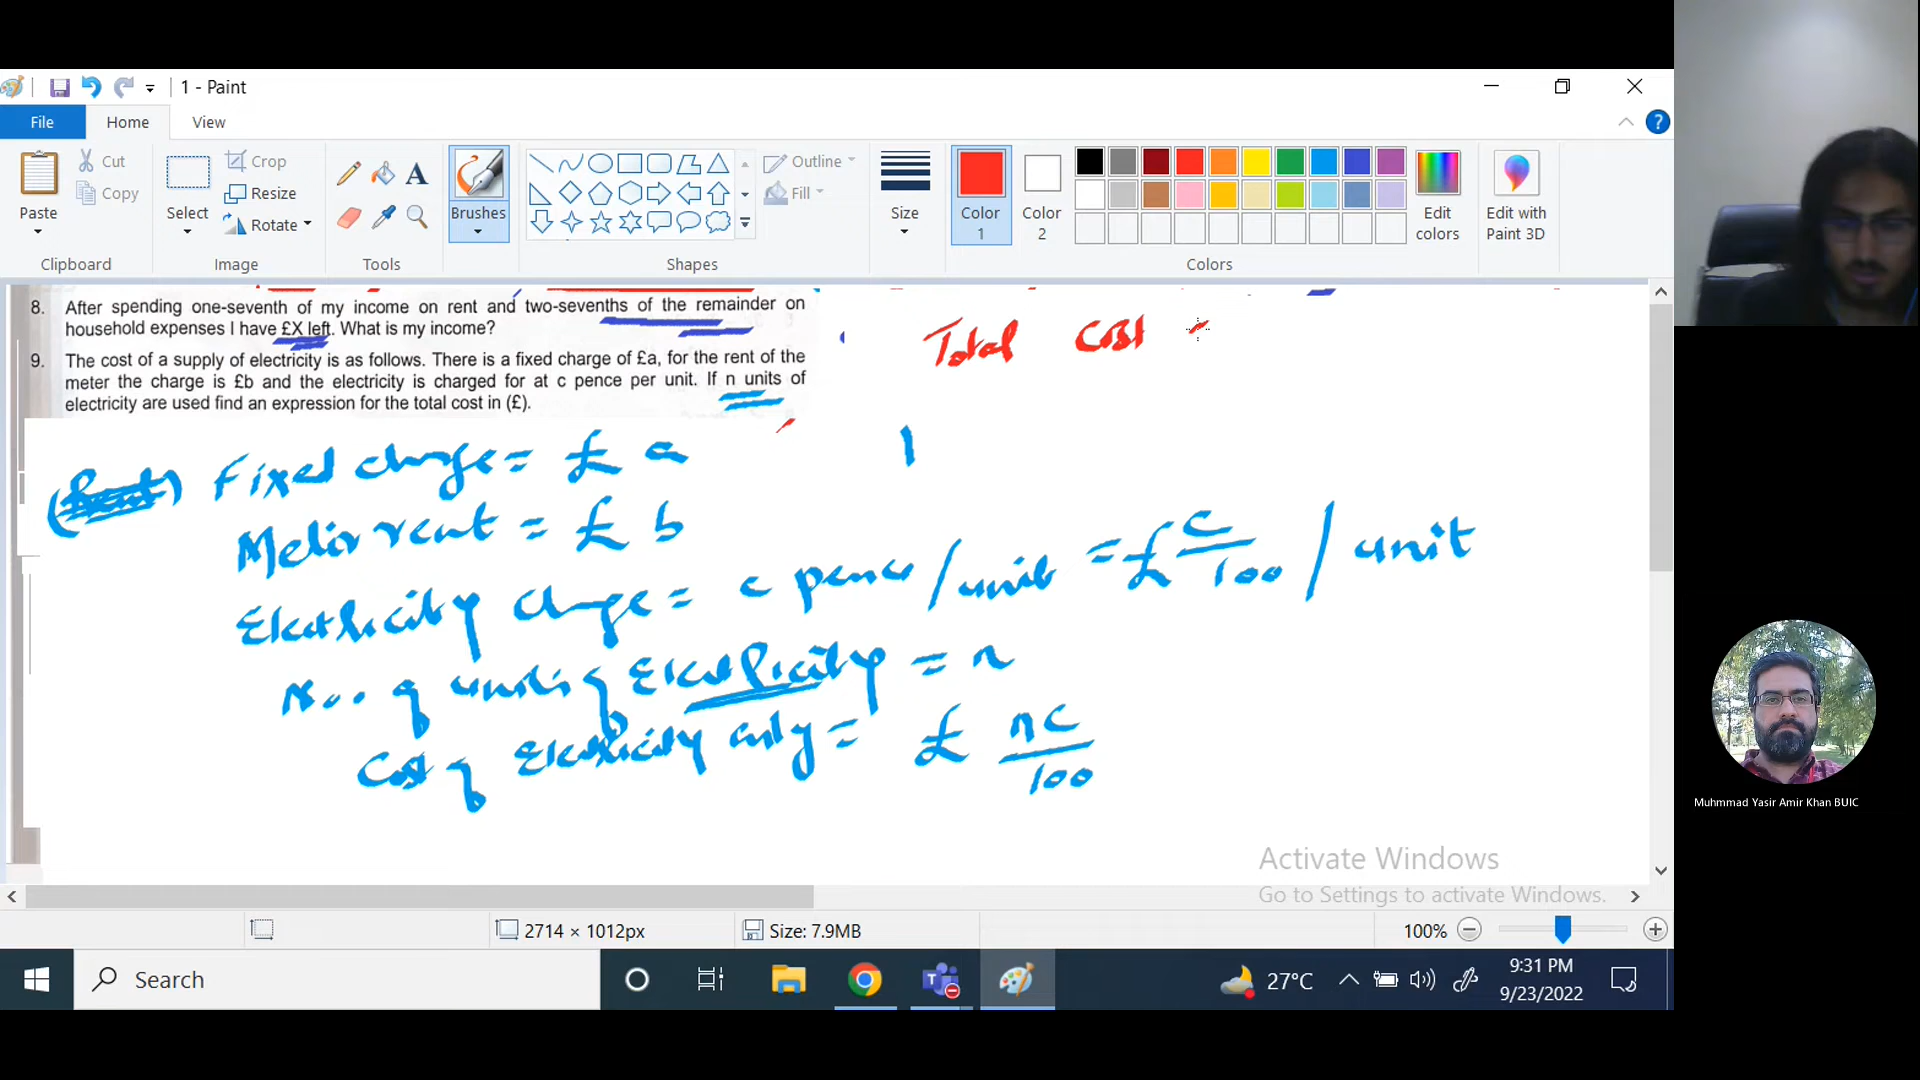 1 - Paint
File Home View
Paste Cut Copy Clipboard
Select Crop Resize Rotate Image
Tools
Brushes
Shapes
Outline
Fill
Size
Color 1
Color 2
Edit colors
Colors
Edit with Paint 3D
8. After spending one-seventh of my income on rent and two-sevenths of the remainder on
household expenses I have £X left. What is my income?
9. The cost of a supply of electricity is as follows. There is a fixed charge of £a, for the rent of the
meter the charge is £b and the electricity is charged for at c pence per unit. If n units of
electricity are used find an expression for the total cost in (£).
Total Cost
Fixed charge = £ a
Meter rent = £ b
Electricity charge = c pence/unit = £ c/100 / unit
No. of units of Electricity = n
Cost of Electricity only = £ nc/100
Activate Windows
Go to Settings to activate Windows.
2714 × 1012px
Size: 7.9MB
100%
Search
27°C
9:31 PM
9/23/2022
Muhmmad Yasir Amir Khan BUIC